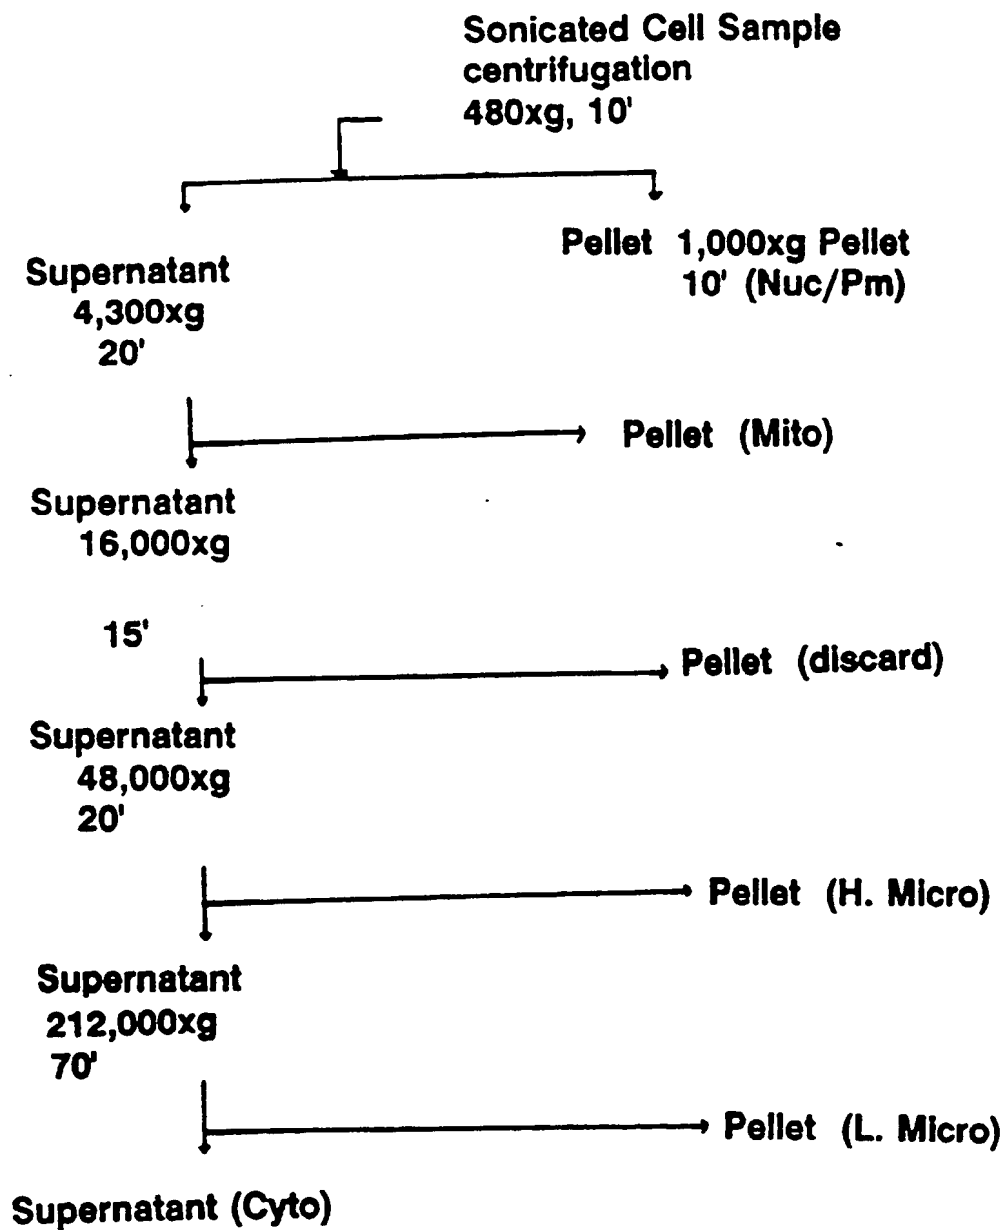 Sonicated Cell Sample
centrifugation
480xg, 10'
Supernatant
4,300xg
20'
Pellet 1,000xg Pellet
10' (Nuc/Pm)
Pellet (Mito)
Supernatant
16,000xg
15'
Pellet (discard)
Supernatant
48,000xg
20'
Pellet (H. Micro)
Supernatant
212,000xg
70'
Pellet (L. Micro)
Supernatant (Cyto)